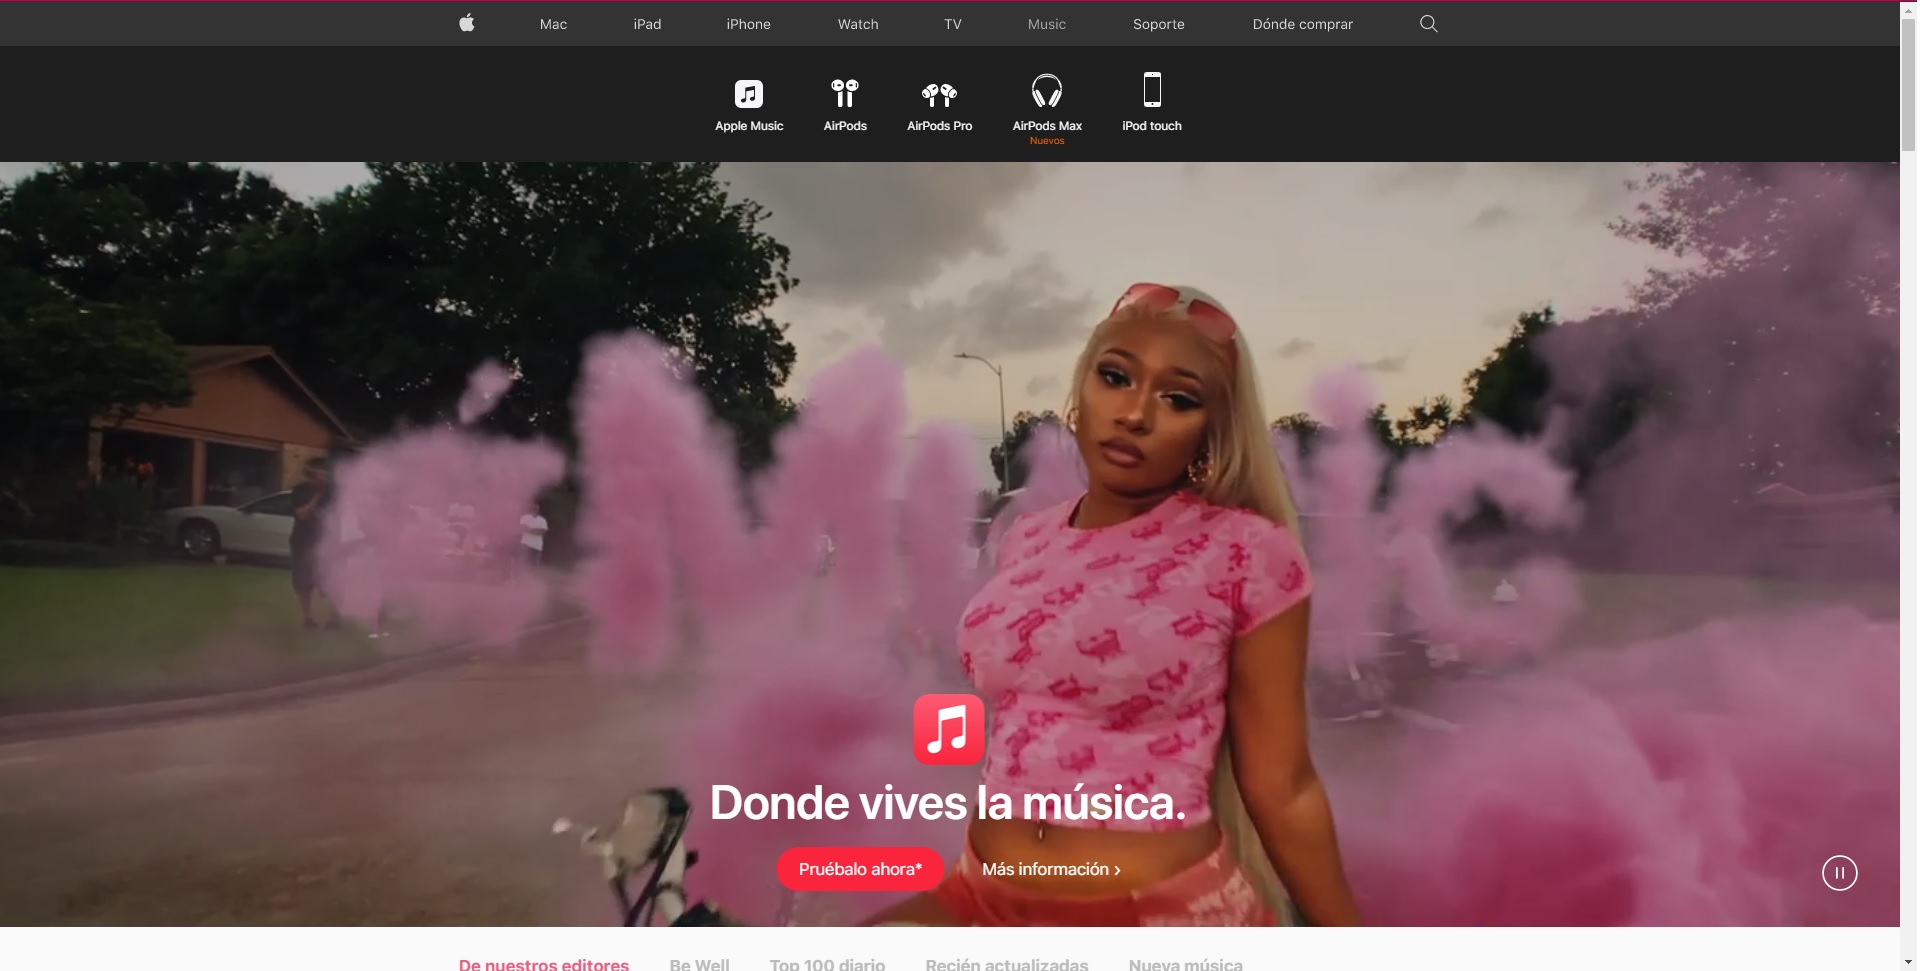 Mac iPad iPhone Watch TV Music Soporte Dónde comprar
Apple Music AirPods AirPods Pro AirPods Max iPod touch
Nuevos
Music
Donde vives la música.
Pruébalo ahora* Más información >
De nuestros editores Be Well Top 100 diario Recién actualizadas Nueva música